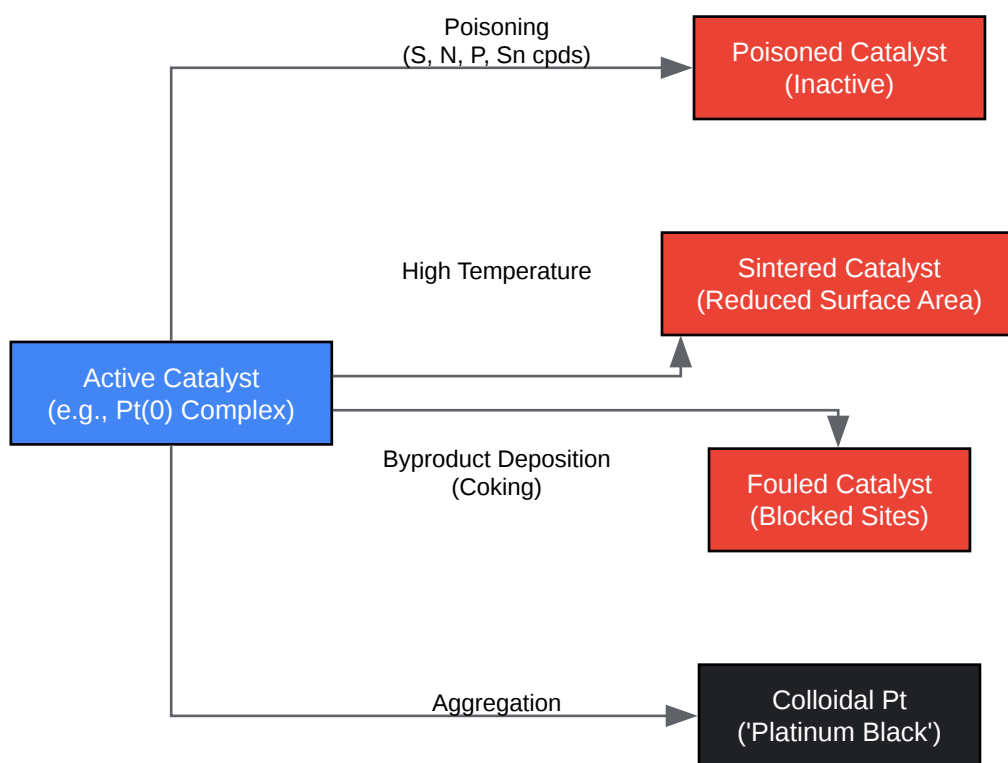 Poisoning
(S, N, P, Sn cpds)
Poisoned Catalyst
(Inactive)
High Temperature
Sintered Catalyst
(Reduced Surface Area)
Active Catalyst
(e.g., Pt(0) Complex)
Byproduct Deposition
(Coking)
Fouled Catalyst
(Blocked Sites)
Aggregation
Colloidal Pt
('Platinum Black')